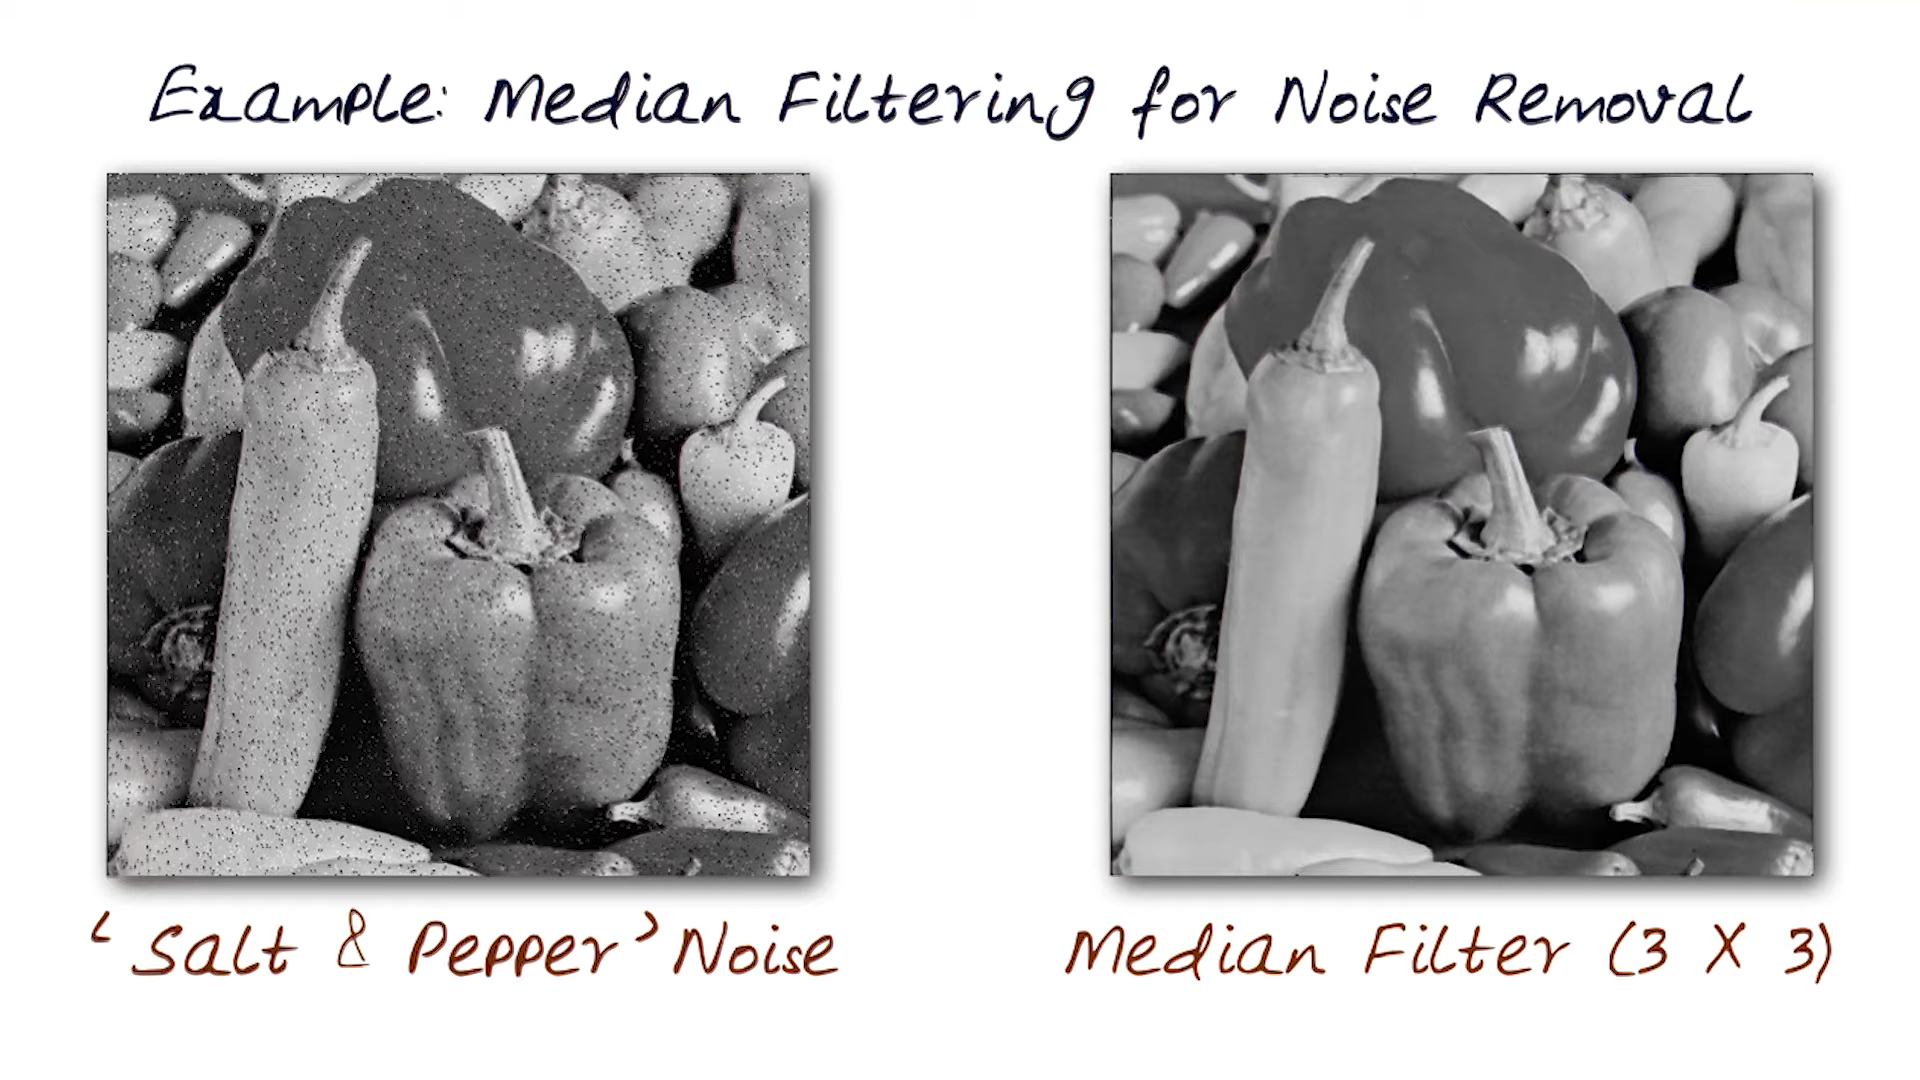 Example: Median Filtering for Noise Removal
‘Salt & Pepper’ Noise
Median Filter (3 X 3)